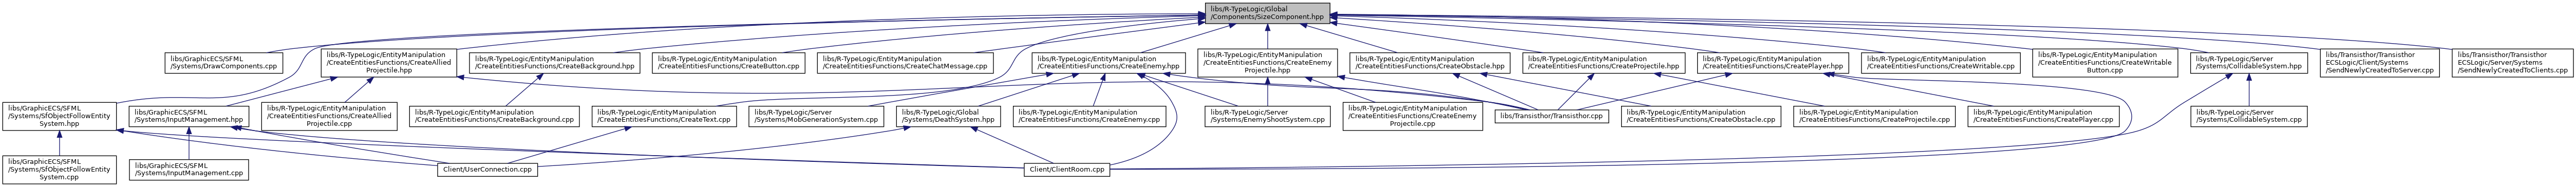 libs/R-TypeLogic/Global
/Components/SizeComponent.hpp
libs/GraphicECS/SFML
/Systems/DrawComponents.cpp
libs/R-TypeLogic/EntityManipulation
/CreateEntitiesFunctions/CreateAllied
Projectile.hpp
libs/R-TypeLogic/EntityManipulation
/CreateEntitiesFunctions/CreateBackground.hpp
libs/R-TypeLogic/EntityManipulation
/CreateEntitiesFunctions/CreateButton.cpp
libs/R-TypeLogic/EntityManipulation
/CreateEntitiesFunctions/CreateChatMessage.cpp
libs/R-TypeLogic/EntityManipulation
/CreateEntitiesFunctions/CreateEnemy.hpp
libs/R-TypeLogic/EntityManipulation
/CreateEntitiesFunctions/CreateEnemy
Projectile.hpp
libs/R-TypeLogic/EntityManipulation
/CreateEntitiesFunctions/CreateObstacle.hpp
libs/R-TypeLogic/EntityManipulation
/CreateEntitiesFunctions/CreateProjectile.hpp
libs/R-TypeLogic/EntityManipulation
/CreateEntitiesFunctions/CreatePlayer.hpp
libs/R-TypeLogic/EntityManipulation
/CreateEntitiesFunctions/CreateWritable.cpp
libs/R-TypeLogic/EntityManipulation
/CreateEntitiesFunctions/CreateWritable
Button.cpp
libs/R-TypeLogic/Server
/Systems/CollidableSystem.hpp
libs/Transisthor/Transisthor
ECSLogic/Client/Systems
/SendNewlyCreatedToServer.cpp
libs/Transisthor/Transisthor
ECSLogic/Server/Systems
/SendNewlyCreatedToClients.cpp
libs/GraphicECS/SFML
/Systems/SfObjectFollowEntity
System.hpp
libs/GraphicECS/SFML
/Systems/InputManagement.hpp
libs/R-TypeLogic/EntityManipulation
/CreateEntitiesFunctions/CreateAllied
Projectile.cpp
libs/R-TypeLogic/EntityManipulation
/CreateEntitiesFunctions/CreateBackground.cpp
libs/R-TypeLogic/EntityManipulation
/CreateEntitiesFunctions/CreateText.cpp
libs/R-TypeLogic/Server
/Systems/MobGenerationSystem.cpp
libs/R-TypeLogic/Global
/Systems/DeathSystem.hpp
libs/R-TypeLogic/EntityManipulation
/CreateEntitiesFunctions/CreateEnemy.cpp
libs/R-TypeLogic/Server
/Systems/EnemyShootSystem.cpp
libs/R-TypeLogic/EntityManipulation
/CreateEntitiesFunctions/CreateEnemy
Projectile.cpp
libs/Transisthor/Transisthor.cpp
libs/R-TypeLogic/EntityManipulation
/CreateEntitiesFunctions/CreateObstacle.cpp
libs/R-TypeLogic/EntityManipulation
/CreateEntitiesFunctions/CreateProjectile.cpp
libs/R-TypeLogic/EntityManipulation
/CreateEntitiesFunctions/CreatePlayer.cpp
libs/R-TypeLogic/Server
/Systems/CollidableSystem.cpp
libs/GraphicECS/SFML
/Systems/SfObjectFollowEntity
System.cpp
libs/GraphicECS/SFML
/Systems/InputManagement.cpp
Client/UserConnection.cpp
Client/ClientRoom.cpp